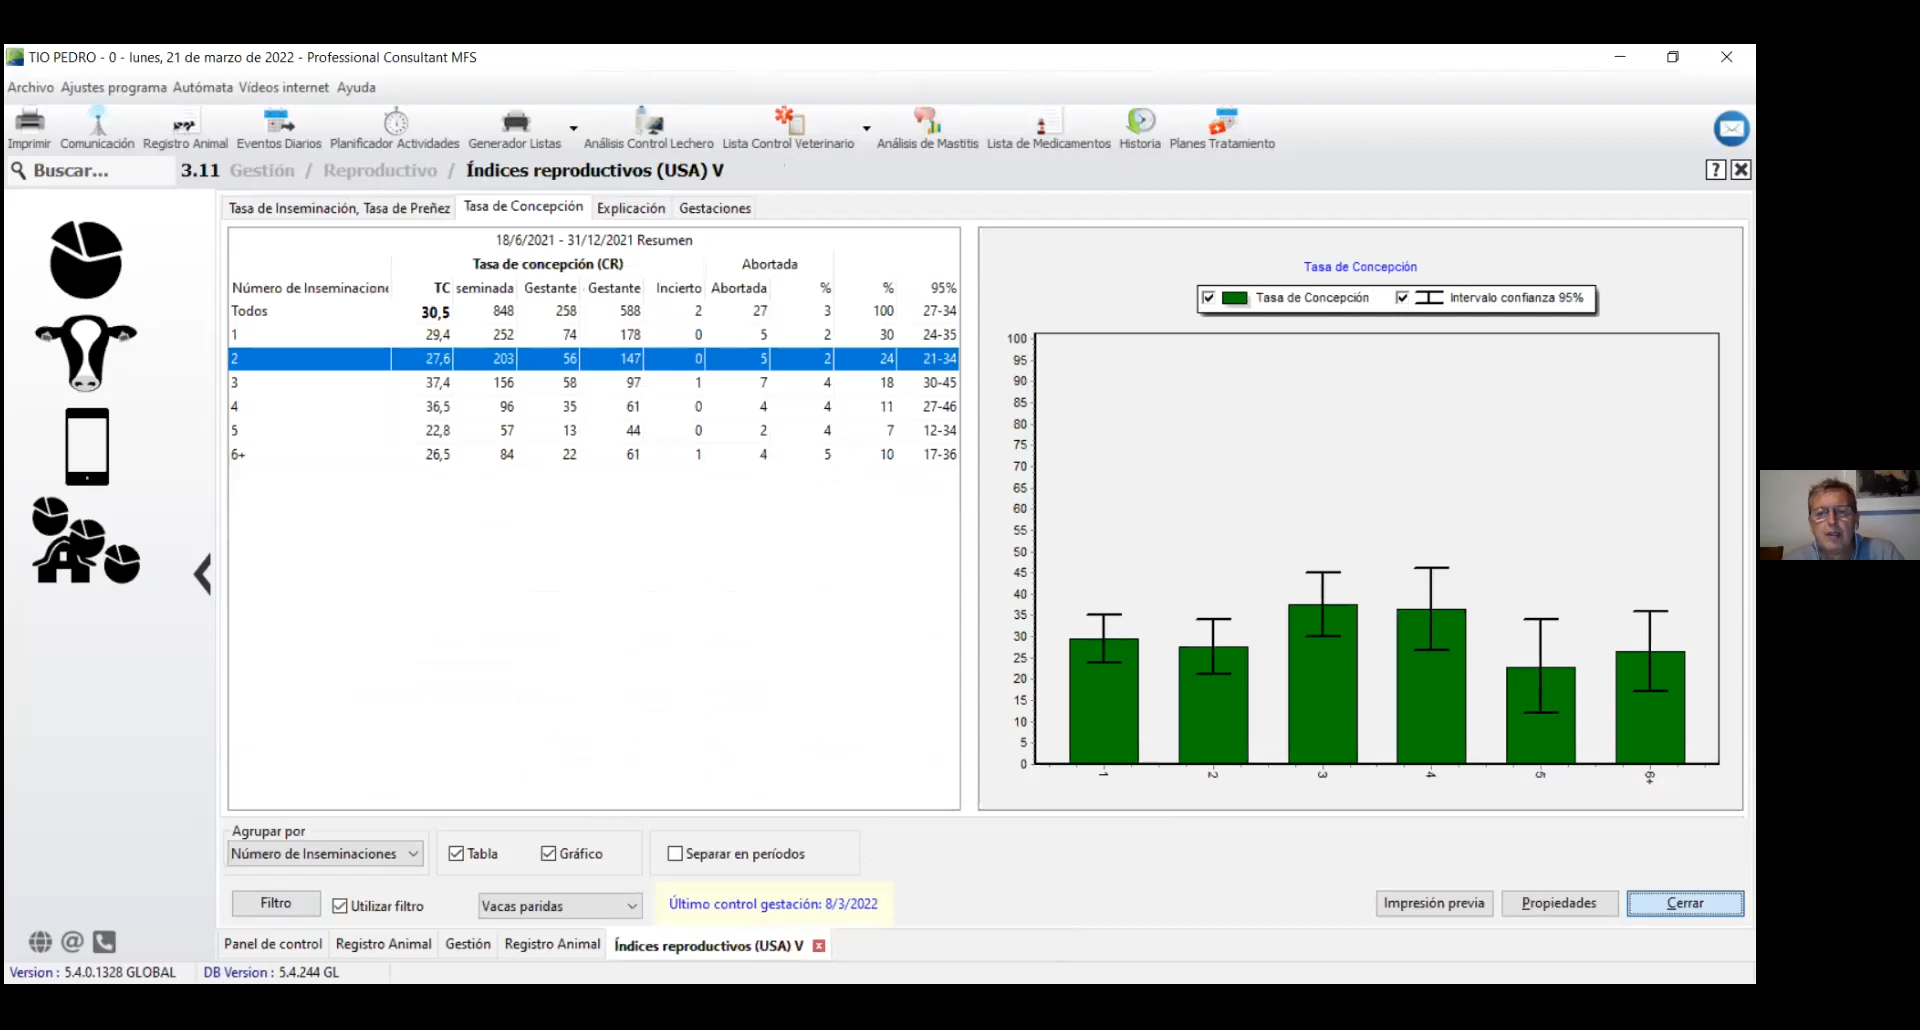 TIO PEDRO - 0 - lunes, 21 de marzo de 2022 - Professional Consultant MFS
Archivo Ajustes programa Autómata Vídeos internet Ayuda
Imprimir Comunicación Registro Animal Eventos Diarios Planificador Actividades Generador Listas Análisis Control Lechero Lista Control Veterinario Análisis de Mastitis Lista de Medicamentos Historia Planes Tratamiento
Buscar... 3.11 Gestión / Reproductivo / Índices reproductivos (USA) V
Tasa de Inseminación, Tasa de Preñez Tasa de Concepción Explicación Gestaciones
18/6/2021 - 31/12/2021 Resumen
Tasa de concepción (CR) Abortada
Número de Inseminacione TC seminada Gestante Gestante Incierto Abortada % % 95%
Todos 30,5 848 258 588 2 27 3 100 27-34
1 29,4 252 74 178 0 5 2 30 24-35
2 27,6 203 56 147 0 5 2 24 21-34
3 37,4 156 58 97 1 7 4 18 30-45
4 36,5 96 35 61 0 4 4 11 27-46
5 22,8 57 13 44 0 2 4 7 12-34
6+ 26,5 84 22 61 1 4 5 10 17-36
Tasa de Concepción
Tasa de Concepción Intervalo confianza 95%
100
95
90
85
80
75
70
65
60
55
50
45
40
35
30
25
20
15
10
5
0
1 2 3 4 5 6+
Agrupar por
Número de Inseminaciones Tabla Gráfico Separar en períodos
Filtro Utilizar filtro Vacas paridas Último control gestación: 8/3/2022 Impresión previa Propiedades Cerrar
Panel de control Registro Animal Gestión Registro Animal Índices reproductivos (USA) V
Version : 5.4.0.1328 GLOBAL DB Version : 5.4.244 GL